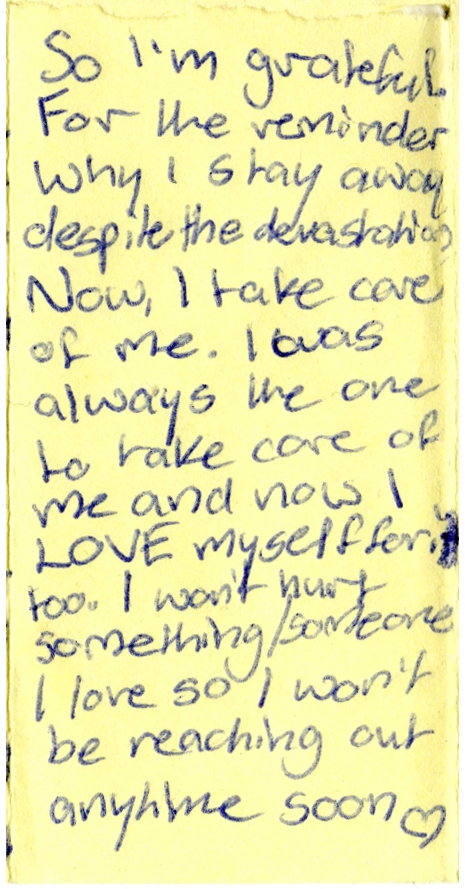 So I'm grateful.
For the reminder
why I stay away
despite the devastation
Now, I take care
of me. I was
always the one
to take care of
me and now I
LOVE myself for it
too. I won't hurt
something/someone
I love so I won't
be reaching out
anytime soon ♡